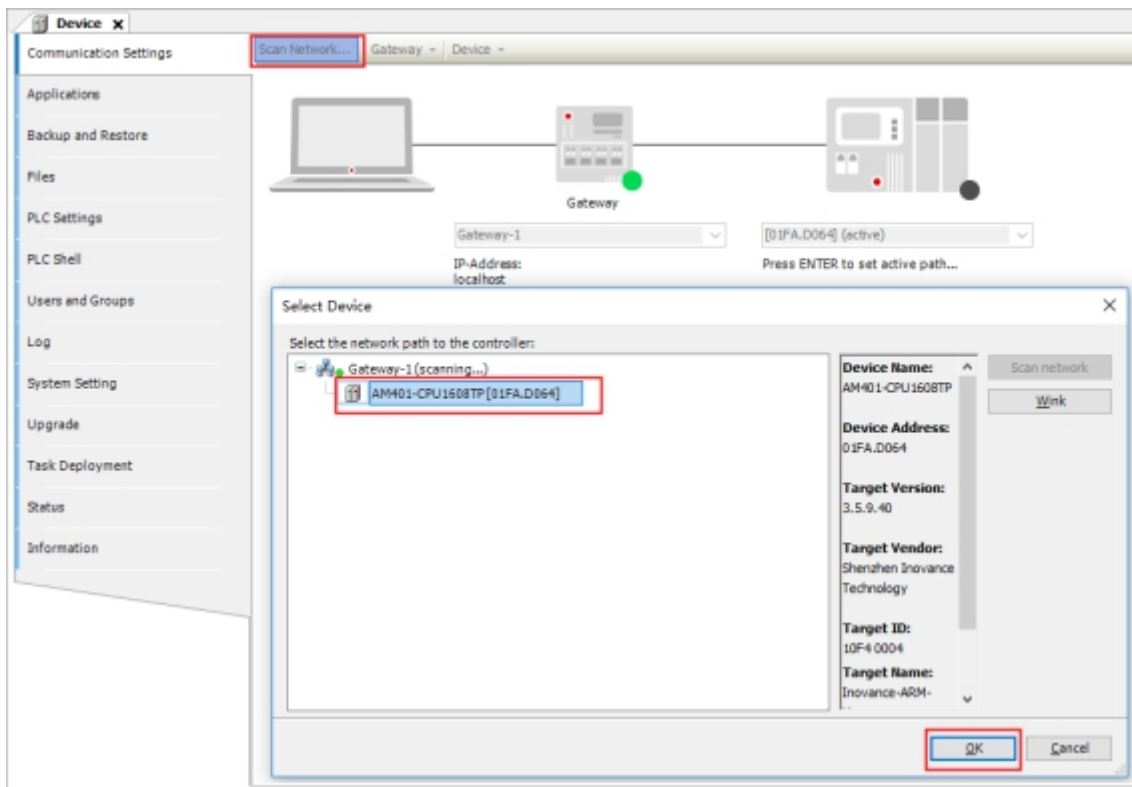 Device x
Communication Settings
Applications
Backup and Restore
Files
PLC Settings
PLC Shell
Users and Groups
Log
System Setting
Upgrade
Task Deployment
Status
Information
Scan Network... Gateway Device
Gateway
Gateway-1
[01FA.D064] (active)
IP-Address:
localhost
Press ENTER to set active path...
Select Device
Select the network path to the controller:
Gateway-1 (scanning...)
AM401-CPU1608TP [01FA.D064]
Device Name:
AM401-CPU1608TP
Device Address:
01FA.D064
Target Version:
3.5.9.40
Target Vendor:
Shenzhen Inovance
Technology
Target ID:
10F4 0004
Target Name:
Inovance-ARM-
Scan network
Wink
OK Cancel